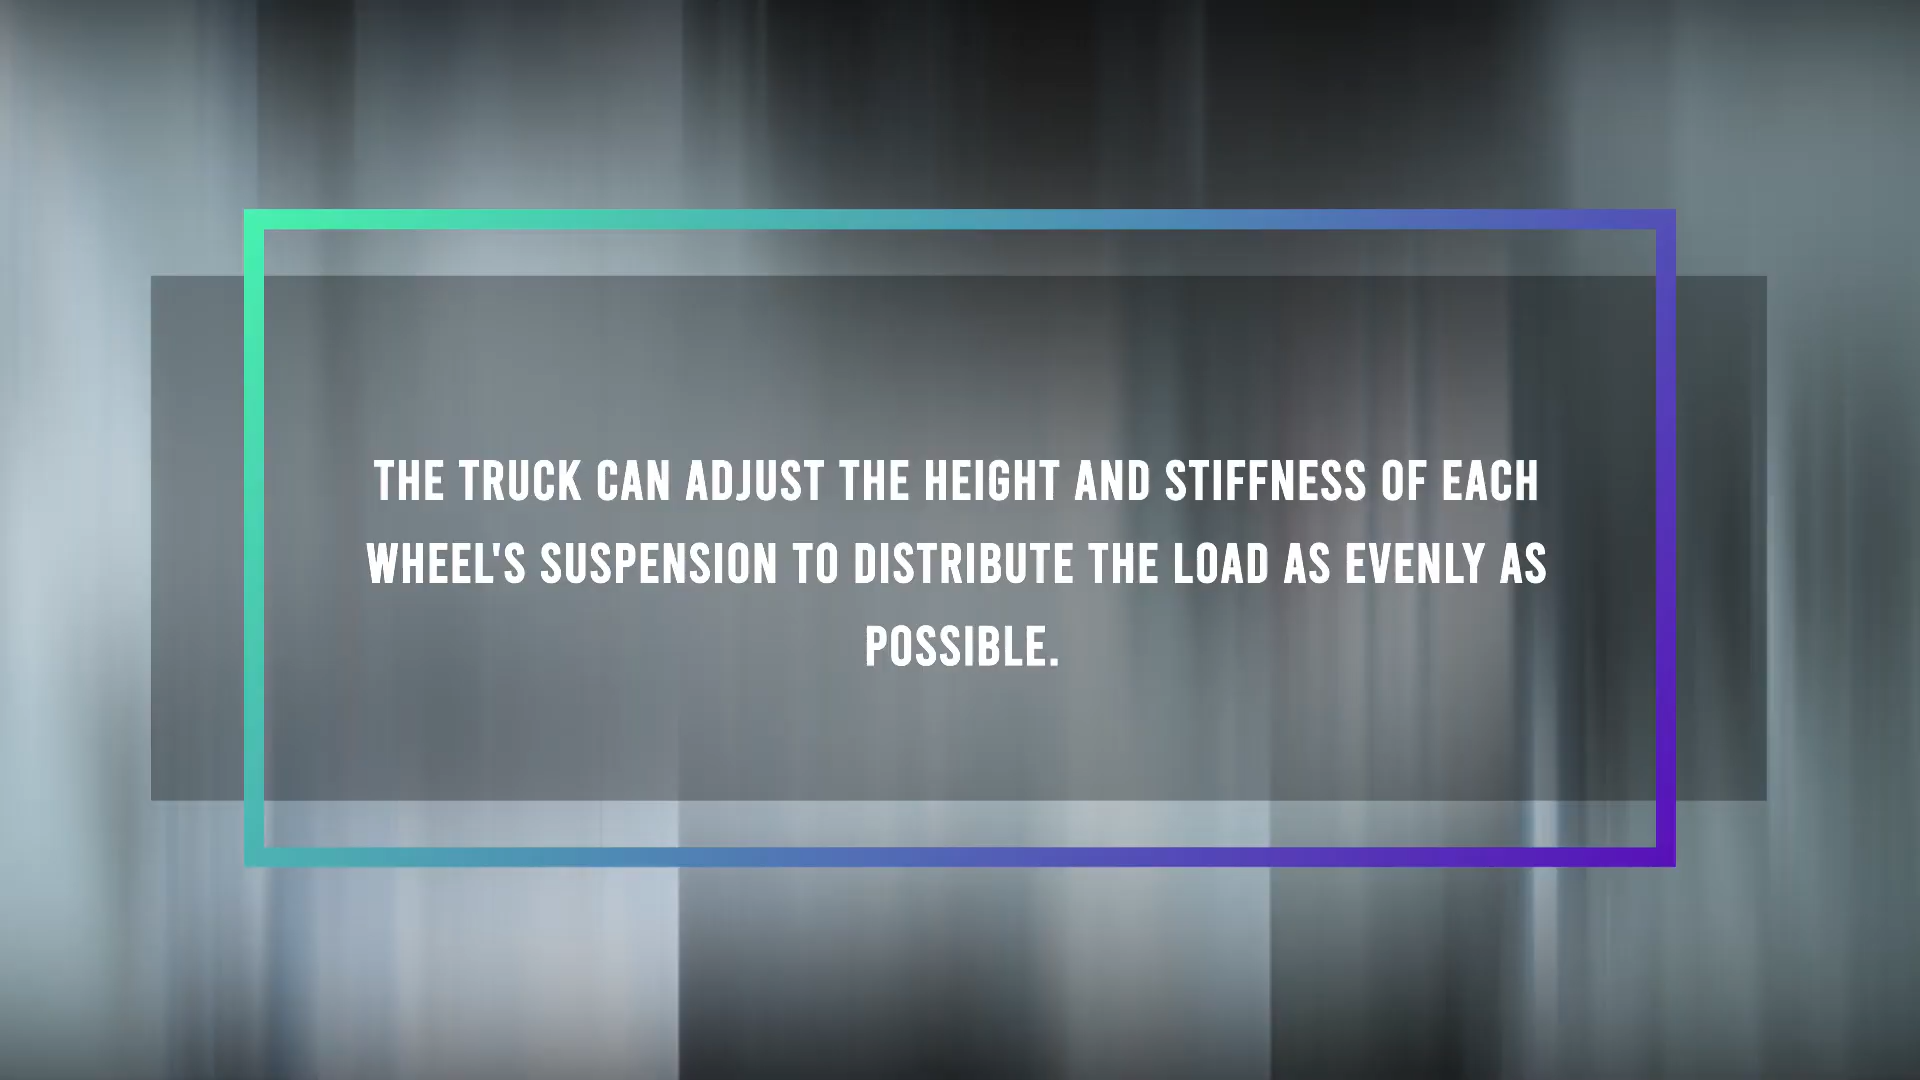 THE TRUCK CAN ADJUST THE HEIGHT AND STIFFNESS OF EACH
WHEEL'S SUSPENSION TO DISTRIBUTE THE LOAD AS EVENLY AS
POSSIBLE.